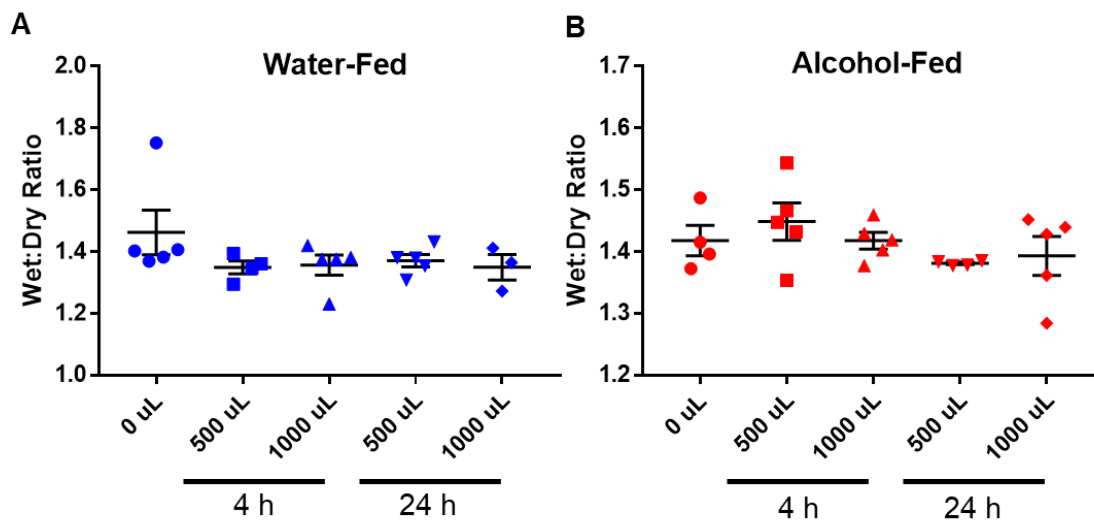 A
Water-Fed
Wet:Dry Ratio
2.0
1.8
1.6
1.4
1.2
1.0
0 uL
500 uL
1000 uL
500 uL
1000 uL
4 h
24 h
B
Alcohol-Fed
Wet:Dry Ratio
1.7
1.6
1.5
1.4
1.3
1.2
0 uL
500 uL
1000 uL
500 uL
1000 uL
4 h
24 h